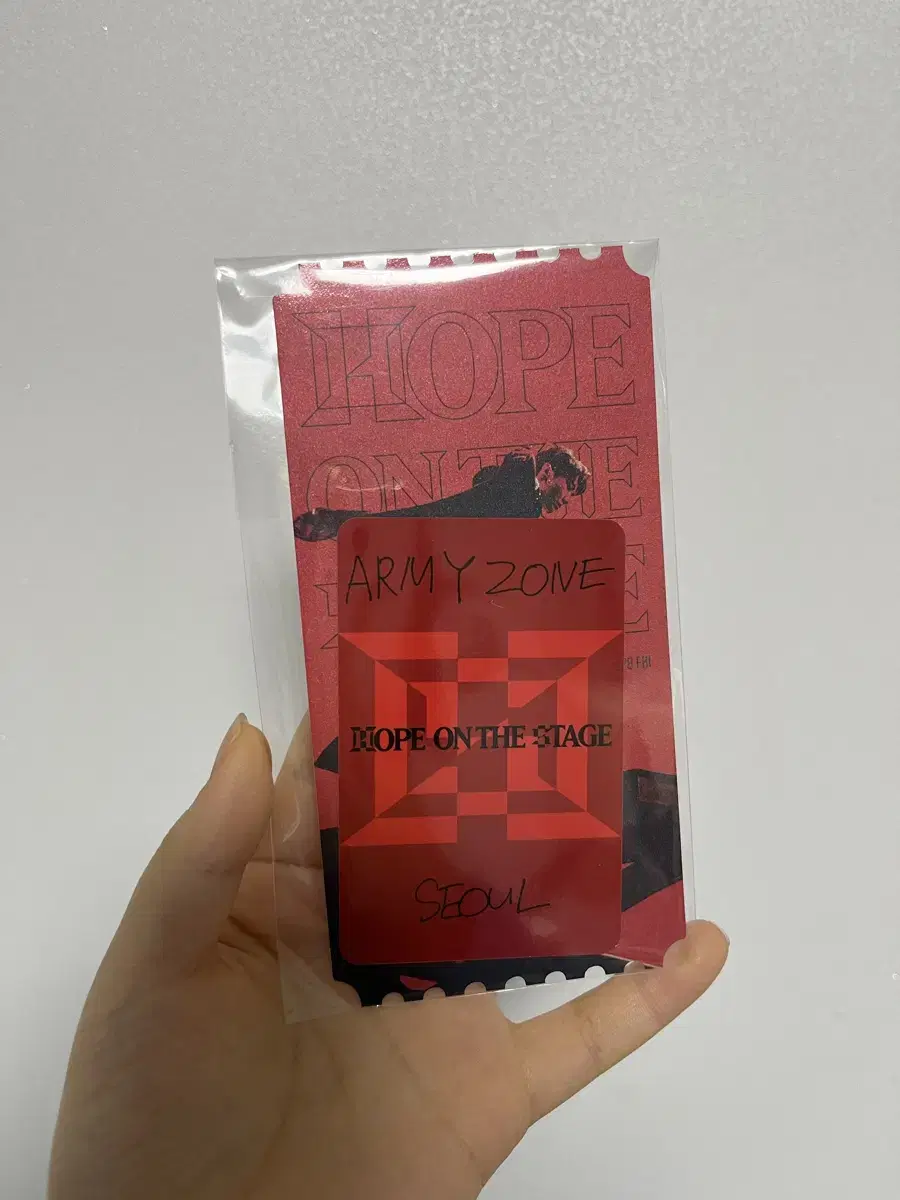 HOPE
ON THE
ARMY ZONE
HOPE ON THE STAGE
SEOUL